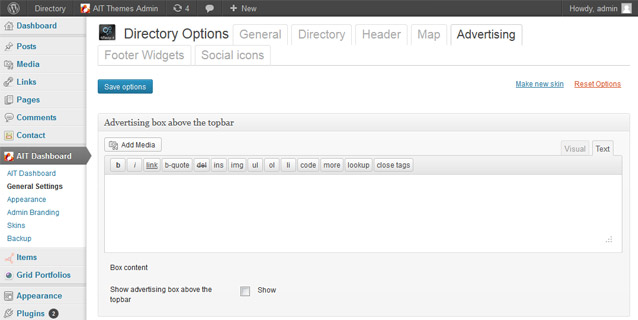 Directory AIT Themes Admin 4 0 + New Howdy, admin
Dashboard
Posts
Media
Links
Pages
Comments
Contact
AIT Dashboard
AIT Dashboard
General Settings
Appearance
Admin Branding
Skins
Backup
Items
Grid Portfolios
Appearance
Plugins 2
Directory Options General Directory Header Map Advertising
Footer Widgets Social icons
Save options Make new skin Reset Options
Advertising box above the topbar
Add Media Visual Text
b i link b-quote del ins img ul ol li code more lookup close tags
Box content
Show advertising box above the Show
topbar